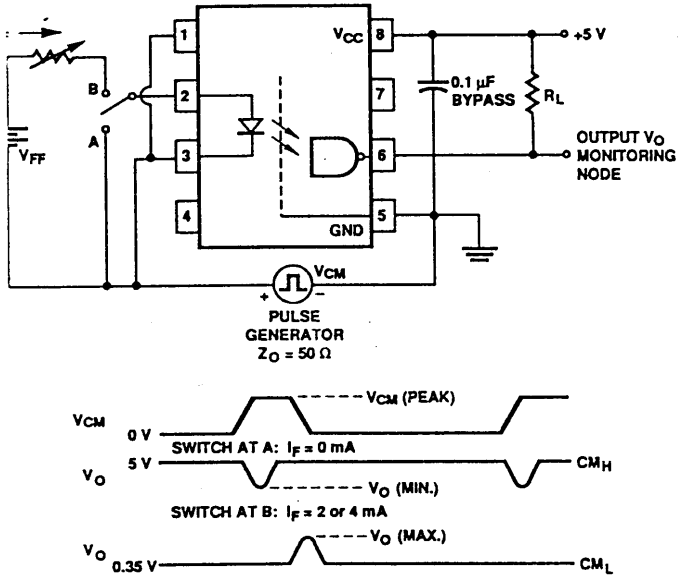 1
2
3
4
8
7
6
5
VCC
GND
+5 V
0.1 µF
BYPASS
RL
OUTPUT VO
MONITORING
NODE
B
A
VFF
VCM
+
−
PULSE
GENERATOR
ZO = 50 Ω
VCM
0 V
VCM (PEAK)
SWITCH AT A: IF = 0 mA
VO
5 V
CMH
VO (MIN.)
SWITCH AT B: IF = 2 or 4 mA
VO
0.35 V
VO (MAX.)
CML